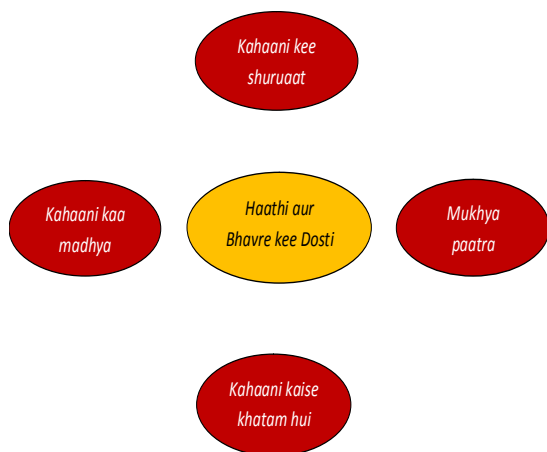 Kahaani kee
shuruaat
Kahaani kaa
madhya
Haathi aur
Bhavre kee Dosti
Mukhya
paatra
Kahaani kaise
khatam hui